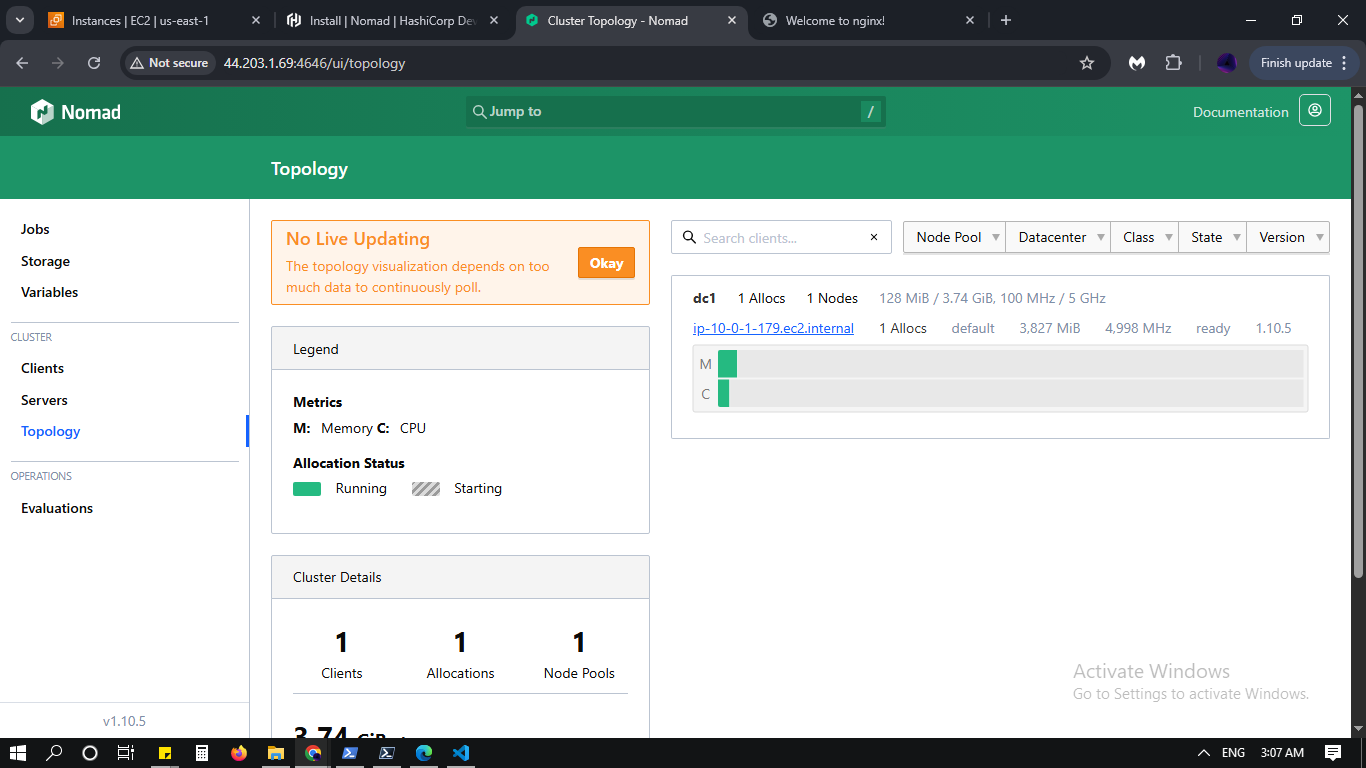 Instances | EC2 | us-east-1
Install | Nomad | HashiCorp Dev
Cluster Topology - Nomad
Welcome to nginx!
Not secure
44.203.1.69:4646/ui/topology
Finish update
Nomad
Jump to
/
Documentation
Topology
Jobs
Storage
Variables
CLUSTER
Clients
Servers
Topology
OPERATIONS
Evaluations
v1.10.5
No Live Updating
The topology visualization depends on too
much data to continuously poll.
Okay
Legend
Metrics
M: Memory C: CPU
Allocation Status
Running Starting
Cluster Details
1 1 1
Clients Allocations Node Pools
3.74 GiB
Search clients...
Node Pool Datacenter Class State Version
dc1 1 Allocs 1 Nodes 128 MiB / 3.74 GiB, 100 MHz / 5 GHz
ip-10-0-1-179.ec2.internal 1 Allocs default 3,827 MiB 4,998 MHz ready 1.10.5
M
C
Activate Windows
Go to Settings to activate Windows.
ENG
3:07 AM